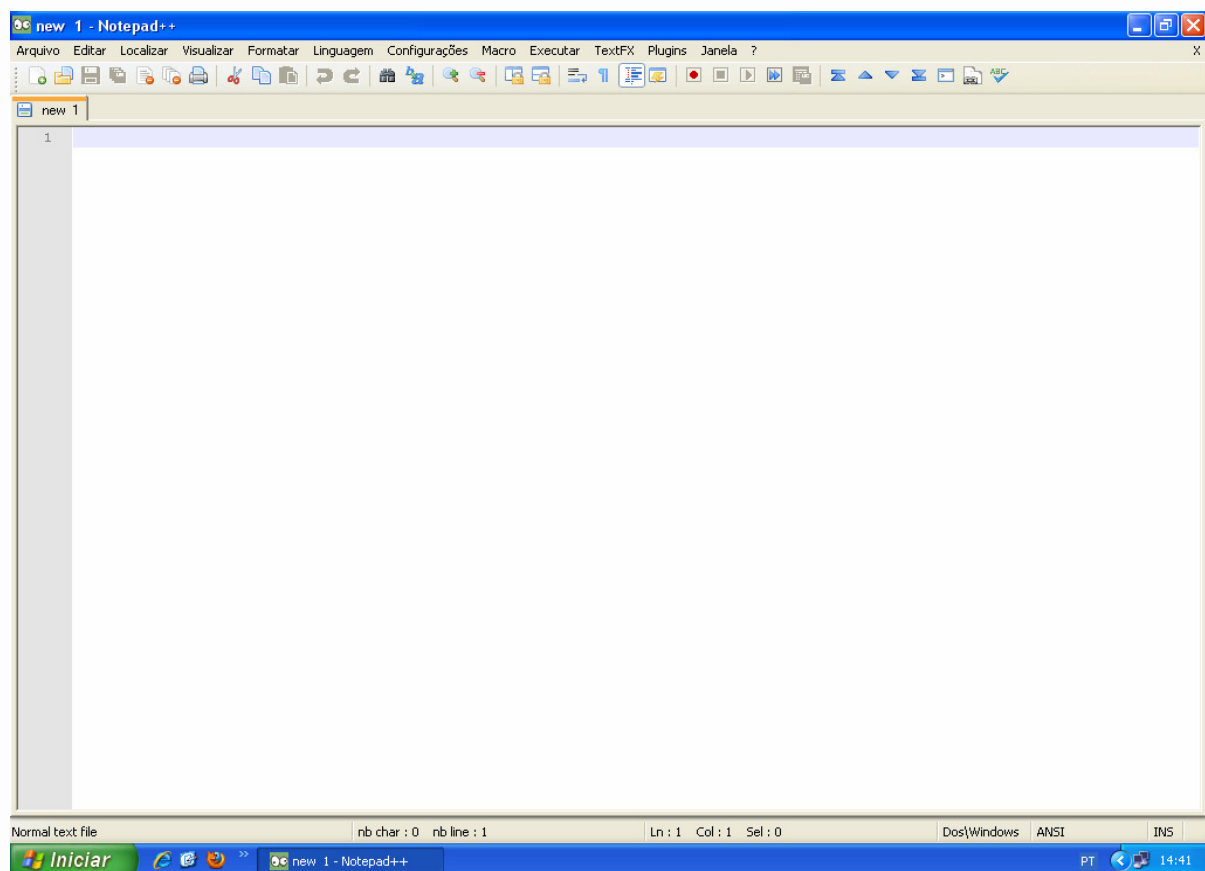 new 1 - Notepad++
Arquivo Editar Localizar Visualizar Formatar Linguagem Configurações Macro Executar TextFX Plugins Janela ? X
ABC
new 1
1
Normal text file nb char : 0 nb line : 1 Ln : 1 Col : 1 Sel : 0 Dos\Windows ANSI INS
Iniciar new 1 - Notepad++ PT 14:41